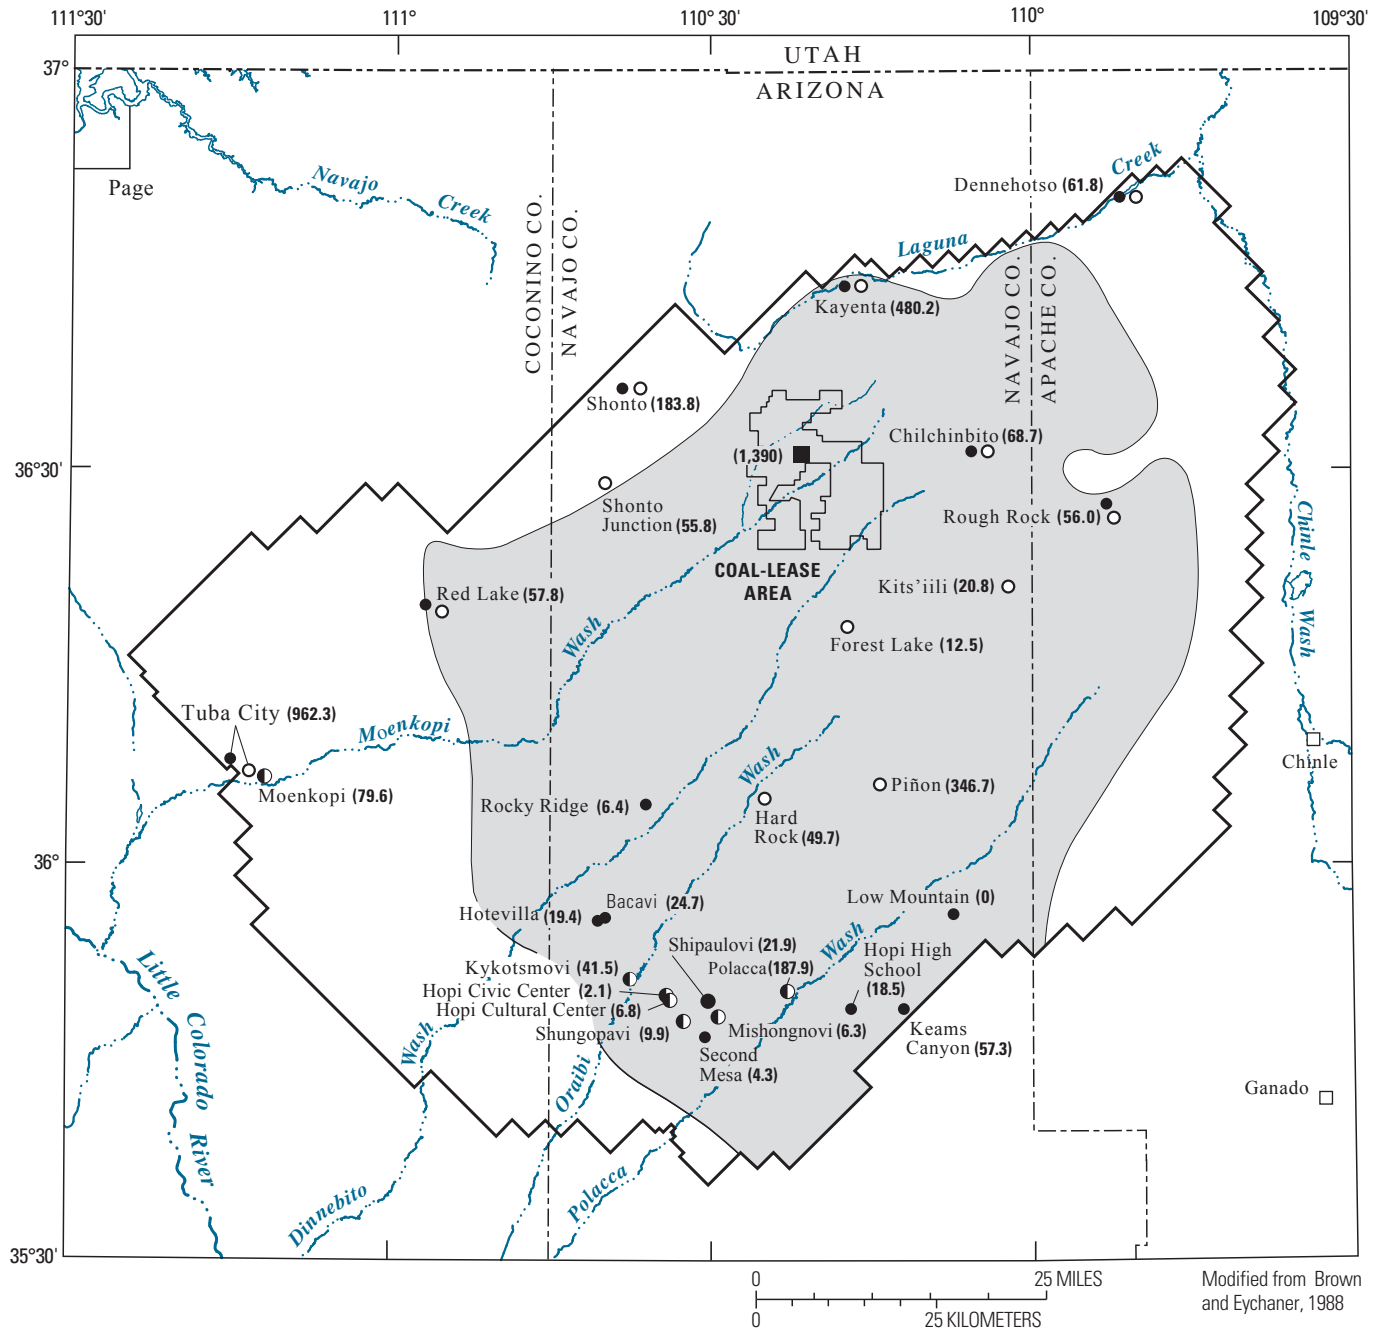 111°30'
111°
110°30'
110°
109°30'
37°
UTAH
ARIZONA
Page
Navajo
Creek
COCONINO CO.
NAVAJO CO.
Creek
Dennehotso (61.8)
Laguna
NAVAJO CO.
APACHE CO.
Kayenta (480.2)
Shonto (183.8)
Chilchinbito (68.7)
(1,390)
36°30'
Shonto
Junction (55.8)
Rough Rock (56.0)
Chinle
Wash
COAL-LEASE
AREA
Kits'iili (20.8)
Red Lake (57.8)
Wash
Forest Lake (12.5)
Tuba City (962.3)
Moenkopi
Chinle
Moenkopi (79.6)
Wash
Piñon (346.7)
Rocky Ridge (6.4)
Hard
Rock (49.7)
36°
Low Mountain (0)
Bacavi (24.7)
Hotevilla (19.4)
Wash
Shipaulovi (21.9)
Hopi High
School
(18.5)
Kykotsmovi (41.5)
Polacca (187.9)
Hopi Civic Center (2.1)
Hopi Cultural Center (6.8)
Shungopavi (9.9)
Mishongnovi (6.3)
Keams
Canyon (57.3)
Second
Mesa (4.3)
Little
Colorado
River
Wash
Oraibi
Ganado
Dinnebito
Polacca
35°30'
0
25 MILES
0
25 KILOMETERS
Modified from Brown
and Eychaner, 1988